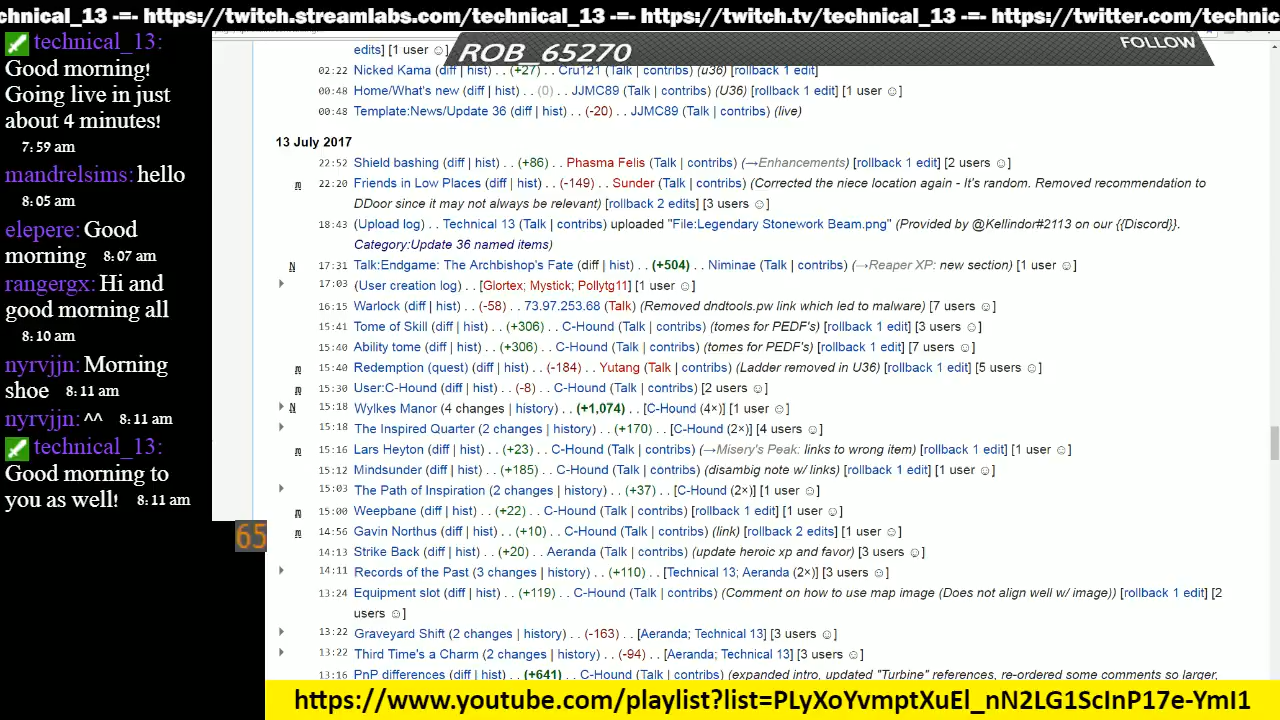 chnical_13 -=- https://twitch.streamlabs.com/technical_13 -=- https://twitch.tv/technical_13 -=- https://twitter.com/technic
technical_13:
Good morning!
Going live in just
about 4 minutes!
7:59 am
mandrelsims: hello
8:05 am
elepere: Good
morning 8:07 am
rangergx: Hi and
good morning all
8:10 am
nyrvjjn: Morning
shoe 8:11 am
nyrvjjn: ^^ 8:11 am
technical_13:
Good morning to
you as well! 8:11 am
ROB_65270
FOLLOW
edits] [1 user ☺]
02:22 Nicked Kama (diff | hist) . . (+27) . . Cru121 (Talk | contribs) (u36) [rollback 1 edit]
00:48 Home/What's new (diff | hist) . . (0) . . JJMC89 (Talk | contribs) (U36) [rollback 1 edit] [1 user ☺]
00:48 Template:News/Update 36 (diff | hist) . . (-20) . . JJMC89 (Talk | contribs) (live)
13 July 2017
22:52 Shield bashing (diff | hist) . . (+86) . . Phasma Felis (Talk | contribs) (→Enhancements) [rollback 1 edit] [2 users ☺]
m 22:20 Friends in Low Places (diff | hist) . . (-149) . . Sunder (Talk | contribs) (Corrected the niece location again - It's random. Removed recommendation to
DDoor since it may not always be relevant) [rollback 2 edits] [3 users ☺]
18:43 (Upload log) . . Technical 13 (Talk | contribs) uploaded "File:Legendary Stonework Beam.png" (Provided by @Kellindor#2113 on our {{Discord}}.
Category:Update 36 named items)
N 17:31 Talk:Endgame: The Archbishop's Fate (diff | hist) . . (+504) . . Niminae (Talk | contribs) (→Reaper XP: new section) [1 user ☺]
17:03 (User creation log) . . [Glortex; Mystick; Pollytg11] [1 user ☺]
16:15 Warlock (diff | hist) . . (-58) . . 73.97.253.68 (Talk) (Removed dndtools.pw link which led to malware) [7 users ☺]
15:41 Tome of Skill (diff | hist) . . (+306) . . C-Hound (Talk | contribs) (tomes for PEDF's) [rollback 1 edit] [3 users ☺]
15:40 Ability tome (diff | hist) . . (+306) . . C-Hound (Talk | contribs) (tomes for PEDF's) [rollback 1 edit] [7 users ☺]
m 15:40 Redemption (quest) (diff | hist) . . (-184) . . Yutang (Talk | contribs) (Ladder removed in U36) [rollback 1 edit] [5 users ☺]
m 15:30 User:C-Hound (diff | hist) . . (-8) . . C-Hound (Talk | contribs) [2 users ☺]
N 15:18 Wylkes Manor (4 changes | history) . . (+1,074) . . [C-Hound (4×)] [1 user ☺]
15:18 The Inspired Quarter (2 changes | history) . . (+170) . . [C-Hound (2×)] [4 users ☺]
m 15:16 Lars Heyton (diff | hist) . . (+23) . . C-Hound (Talk | contribs) (→Misery's Peak: links to wrong item) [rollback 1 edit] [1 user ☺]
15:12 Mindsunder (diff | hist) . . (+185) . . C-Hound (Talk | contribs) (disambig note w/ links) [rollback 1 edit] [1 user ☺]
15:03 The Path of Inspiration (2 changes | history) . . (+37) . . [C-Hound (2×)] [1 user ☺]
m 15:00 Weepbane (diff | hist) . . (+22) . . C-Hound (Talk | contribs) [rollback 1 edit] [1 user ☺]
65
m 14:56 Gavin Northus (diff | hist) . . (+10) . . C-Hound (Talk | contribs) (link) [rollback 2 edits] [1 user ☺]
14:13 Strike Back (diff | hist) . . (+20) . . Aeranda (Talk | contribs) (update heroic xp and favor) [3 users ☺]
14:11 Records of the Past (3 changes | history) . . (+110) . . [Technical 13; Aeranda (2×)] [3 users ☺]
13:24 Equipment slot (diff | hist) . . (+119) . . C-Hound (Talk | contribs) (Comment on how to use map image (Does not align well w/ image)) [rollback 1 edit] [2
users ☺]
13:22 Graveyard Shift (2 changes | history) . . (-163) . . [Aeranda; Technical 13] [3 users ☺]
13:22 Third Time's a Charm (2 changes | history) . . (-94) . . [Aeranda; Technical 13] [3 users ☺]
13:16 PnP differences (diff | hist) . . (+641) . . C-Hound (Talk | contribs) (expanded intro, updated "Turbine" references, re-ordered some comments so larger,
https://www.youtube.com/playlist?list=PLyXoYvmptXuEl_nN2LG1ScInP17e-YmI1